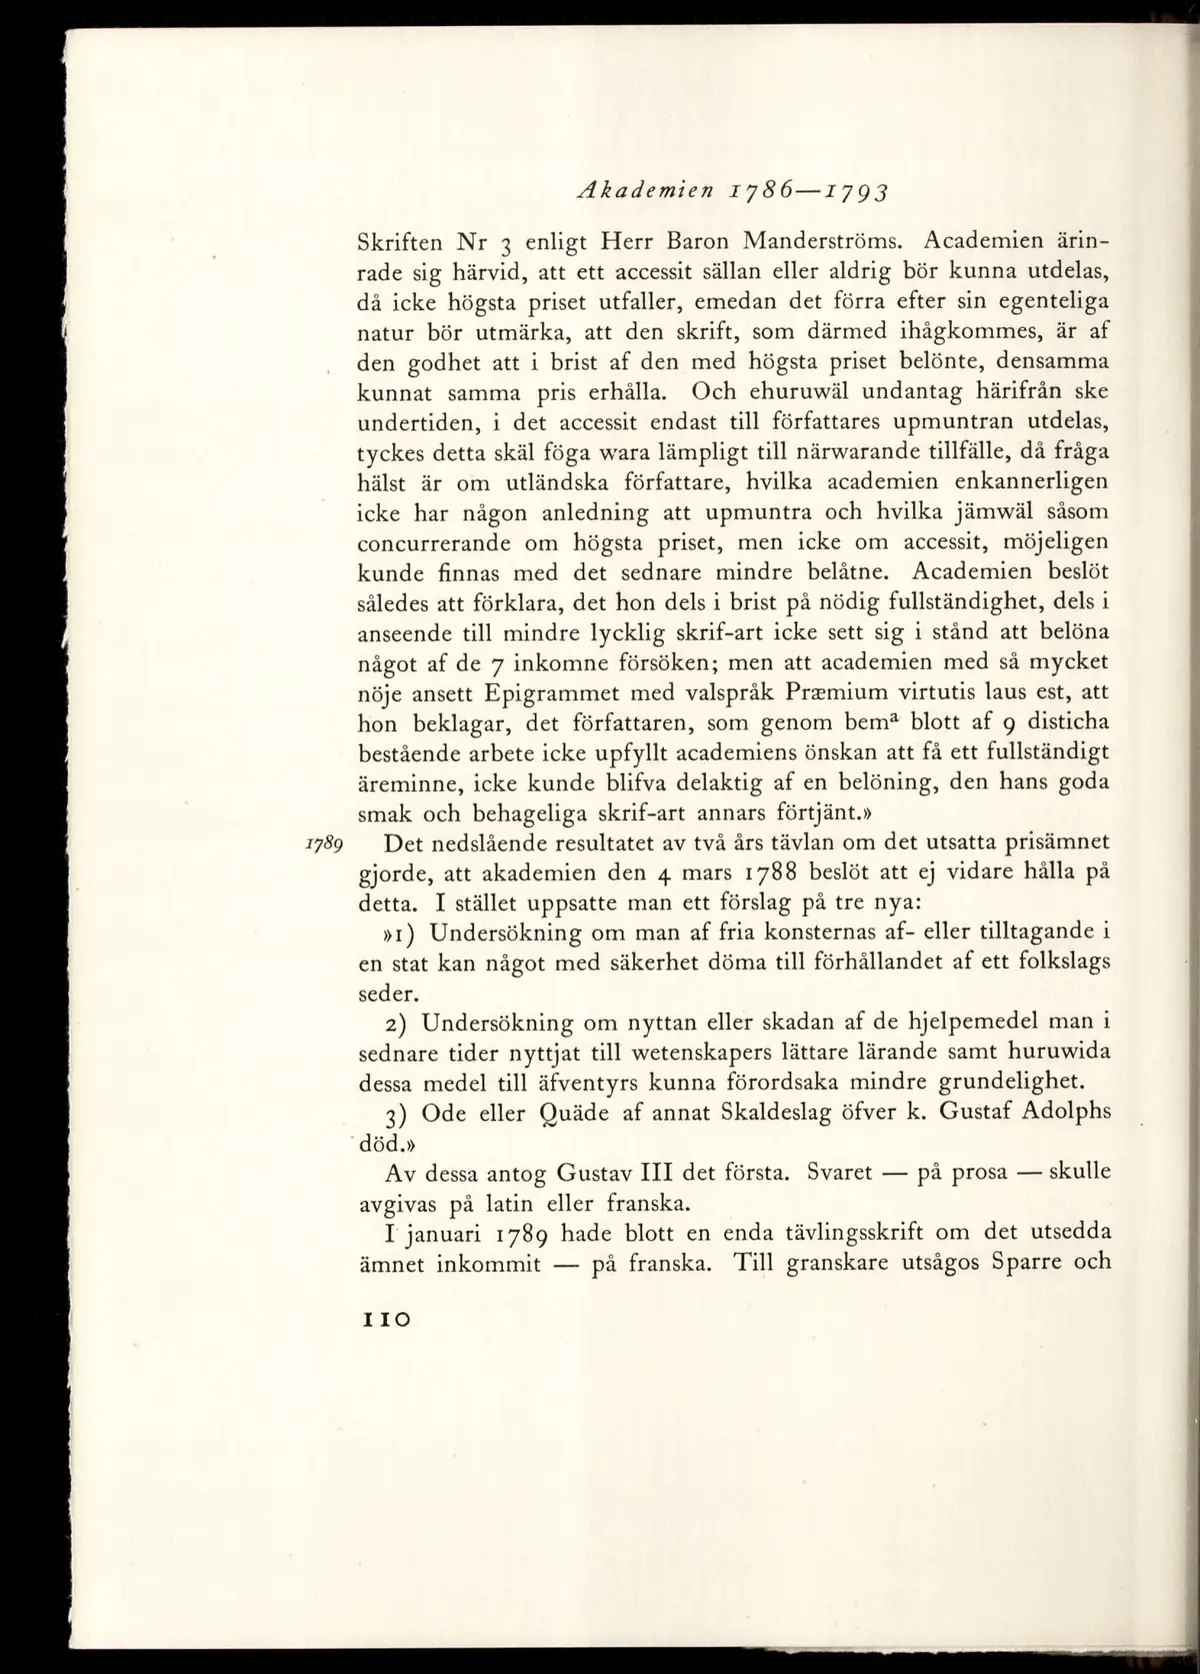 Akademien 1786—1793
Skriften Nr 3 enligt Herr Baron Manderströms. Academien ärin-
rade sig härvid, att ett accessit sällan eller aldrig bör kunna utdelas,
då icke högsta priset utfaller, emedan det förra efter sin egenteliga
natur bör utmärka, att den skrift, som därmed ihågkommes, är af
den godhet att i brist af den med högsta priset belönte, densamma
kunnat samma pris erhålla. Och ehuruwäl undantag härifrån ske
undertiden, i det accessit endast till författares upmuntran utdelas,
tyckes detta skäl föga wara lämpligt till närwarande tillfälle, då fråga
hälst är om utländska författare, hvilka academien enkannerligen
icke har någon anledning att upmuntra och hvilka jämwäl såsom
concurrerande om högsta priset, men icke om accessit, möjeligen
kunde finnas med det sednare mindre belåtne. Academien beslöt
således att förklara, det hon dels i brist på nödig fullständighet, dels i
anseende till mindre lycklig skrif-art icke sett sig i stånd att belöna
något af de 7 inkomne försöken; men att academien med så mycket
nöje ansett Epigrammet med valspråk Præmium virtutis laus est, att
hon beklagar, det författaren, som genom bemª blott af 9 disticha
bestående arbete icke upfyllt academiens önskan att få ett fullständigt
äreminne, icke kunde blifva delaktig af en belöning, den hans goda
smak och behageliga skrif-art annars förtjänt.»
1789 Det nedslående resultatet av två års tävlan om det utsatta prisämnet
gjorde, att akademien den 4 mars 1788 beslöt att ej vidare hålla på
detta. I stället uppsatte man ett förslag på tre nya:
»1) Undersökning om man af fria konsternas af- eller tilltagande i
en stat kan något med säkerhet döma till förhållandet af ett folkslags
seder.
2) Undersökning om nyttan eller skadan af de hjelpemedel man i
sednare tider nyttjat till wetenskapers lättare lärande samt huruwida
dessa medel till äfventyrs kunna förordsaka mindre grundelighet.
3) Ode eller Quäde af annat Skaldeslag öfver k. Gustaf Adolphs
död.»
Av dessa antog Gustav III det första. Svaret — på prosa — skulle
avgivas på latin eller franska.
I januari 1789 hade blott en enda tävlingsskrift om det utsedda
ämnet inkommit — på franska. Till granskare utsågos Sparre och
110